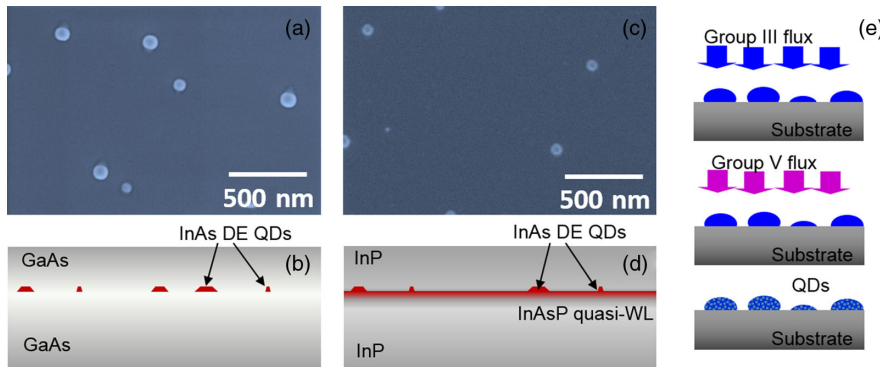 (a)
500 nm
InAs DE QDs
GaAs
(b)
GaAs
(c)
500 nm
InAs DE QDs
InP
(d)
InAsP quasi-WL
InP
(e)
Group III flux
Substrate
Group V flux
Substrate
QDs
Substrate